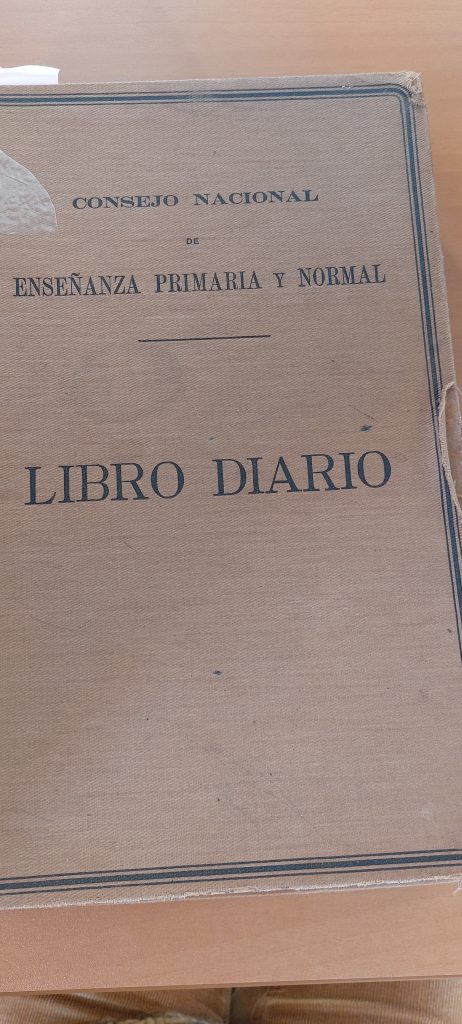 CONSEJO NACIONAL
DE
ENSEÑANZA PRIMARIA Y NORMAL
LIBRO DIARIO